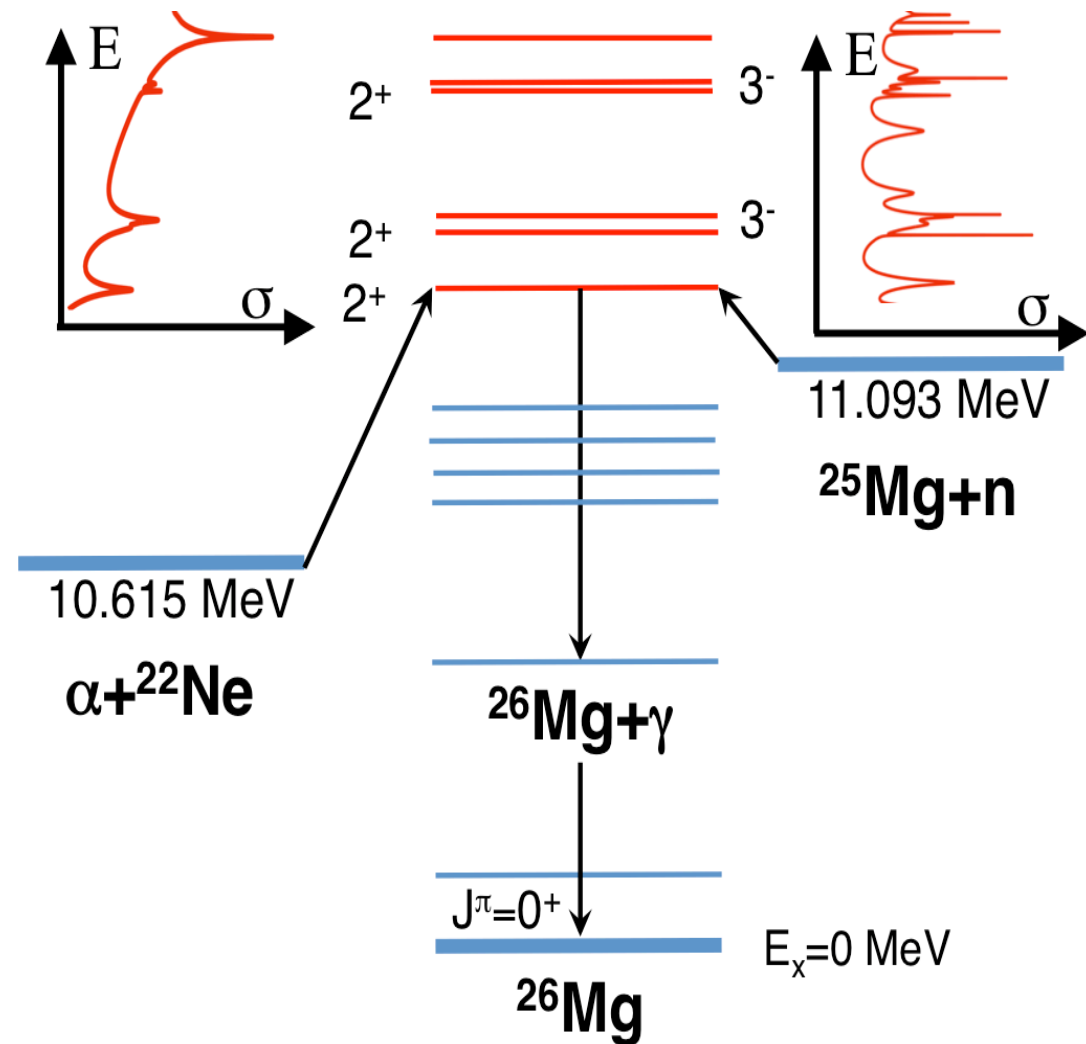 E
σ
2⁺
3⁻
2⁺
3⁻
2⁺
E
σ
11.093 MeV
²⁵Mg+n
10.615 MeV
α+²²Ne
²⁶Mg+γ
Jᵖⁱ=0⁺
Eₓ=0 MeV
²⁶Mg